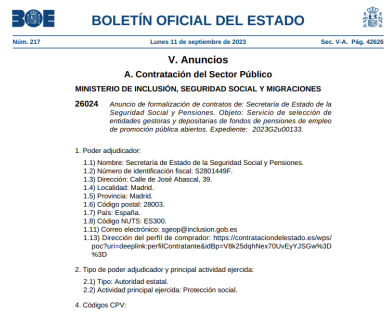 BOE
BOLETÍN OFICIAL DEL ESTADO
Núm. 217 Lunes 11 de septiembre de 2023 Sec. V-A. Pág. 42626
V. Anuncios
A. Contratación del Sector Público
MINISTERIO DE INCLUSIÓN, SEGURIDAD SOCIAL Y MIGRACIONES
26024 Anuncio de formalización de contratos de: Secretaría de Estado de la
Seguridad Social y Pensiones. Objeto: Servicio de selección de
entidades gestoras y depositarias de fondos de pensiones de empleo
de promoción pública abiertos. Expediente: 2023G2u00133.
1. Poder adjudicador:
1.1) Nombre: Secretaría de Estado de la Seguridad Social y Pensiones.
1.2) Número de identificación fiscal: S2801449F.
1.3) Dirección: Calle de José Abascal, 39.
1.4) Localidad: Madrid.
1.5) Provincia: Madrid.
1.6) Código postal: 28003.
1.7) País: España.
1.8) Código NUTS: ES300.
1.11) Correo electrónico: sgeop@inclusion.gob.es
1.13) Dirección del perfil de comprador: https://contrataciondelestado.es/wps/
poc?uri=deeplink:perfilContratante&idBp=V8k25dqhNex70UvEyYJSGw%3D
%3D
2. Tipo de poder adjudicador y principal actividad ejercida:
2.1) Tipo: Autoridad estatal.
2.2) Actividad principal ejercida: Protección social.
4. Códigos CPV: